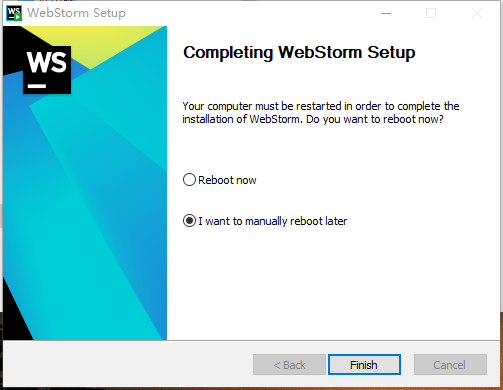 WS WebStorm Setup
WS
Completing WebStorm Setup
Your computer must be restarted in order to complete the
installation of WebStorm. Do you want to reboot now?
Reboot now
I want to manually reboot later
< Back Finish Cancel